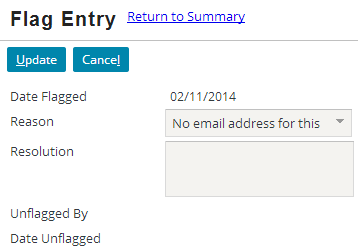 Flag Entry Return to Summary
Update Cancel
Date Flagged 02/11/2014
Reason No email address for this
Resolution
Unflagged By
Date Unflagged